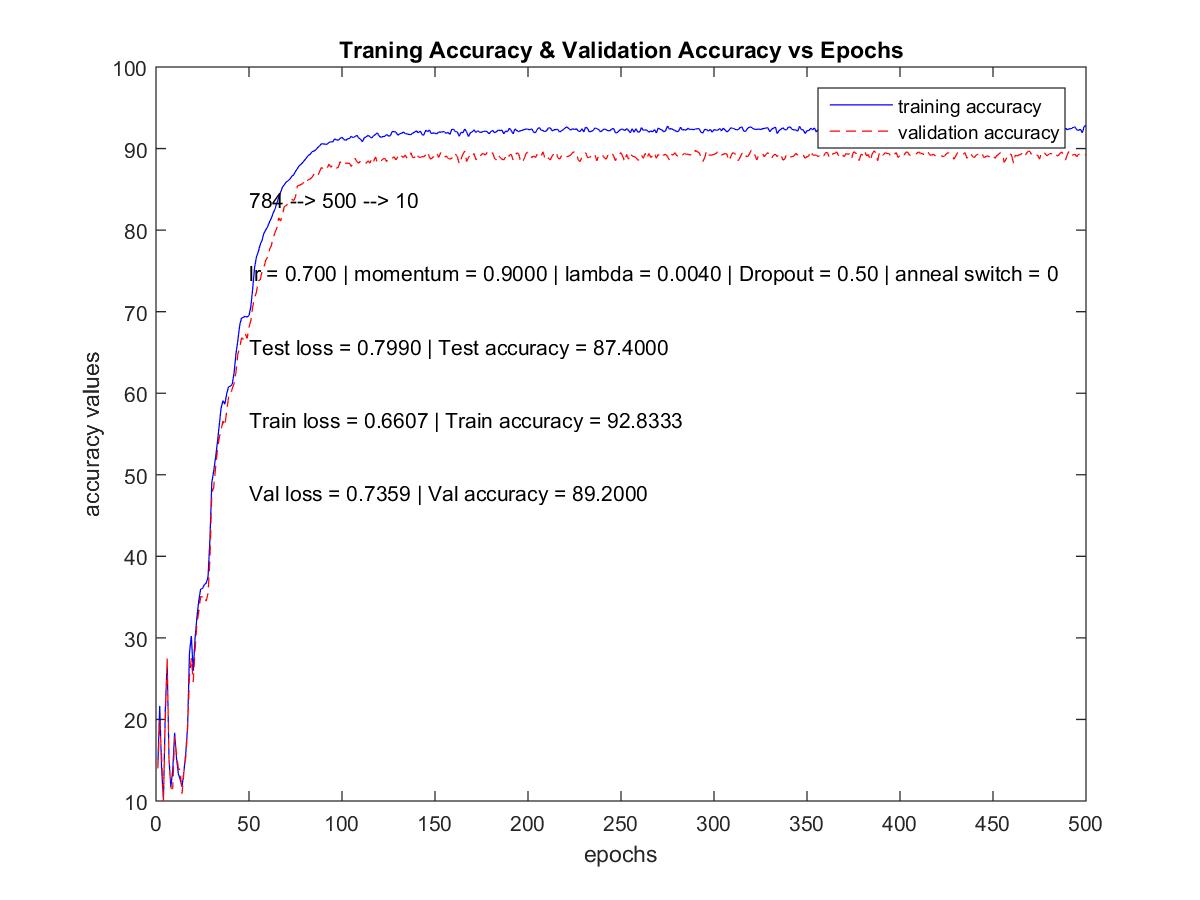 Traning Accuracy & Validation Accuracy vs Epochs
100
90
80
70
60
50
40
30
20
10
accuracy values
training accuracy
validation accuracy
784 --> 500 --> 10
lr = 0.700 | momentum = 0.9000 | lambda = 0.0040 | Dropout = 0.50 | anneal switch = 0
Test loss = 0.7990 | Test accuracy = 87.4000
Train loss = 0.6607 | Train accuracy = 92.8333
Val loss = 0.7359 | Val accuracy = 89.2000
0 50 100 150 200 250 300 350 400 450 500
epochs